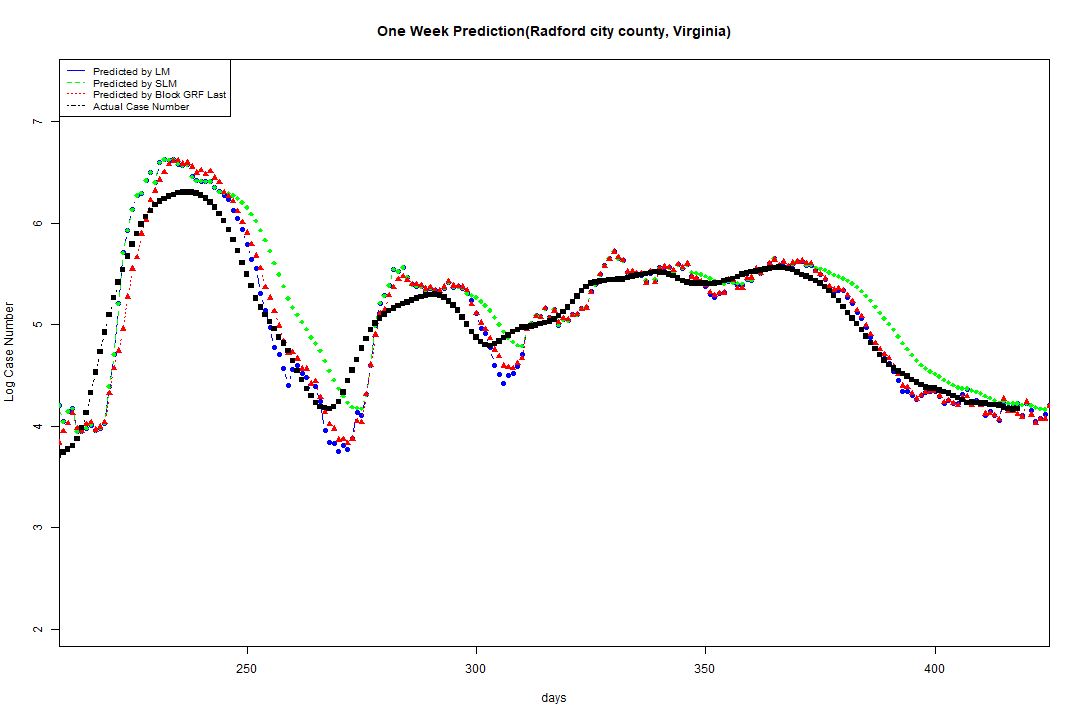 One Week Prediction(Radford city county, Virginia)
Predicted by LM
Predicted by SLM
Predicted by Block GRF Last
Actual Case Number
7
6
5
4
3
2
Log Case Number
250 300 350 400
days